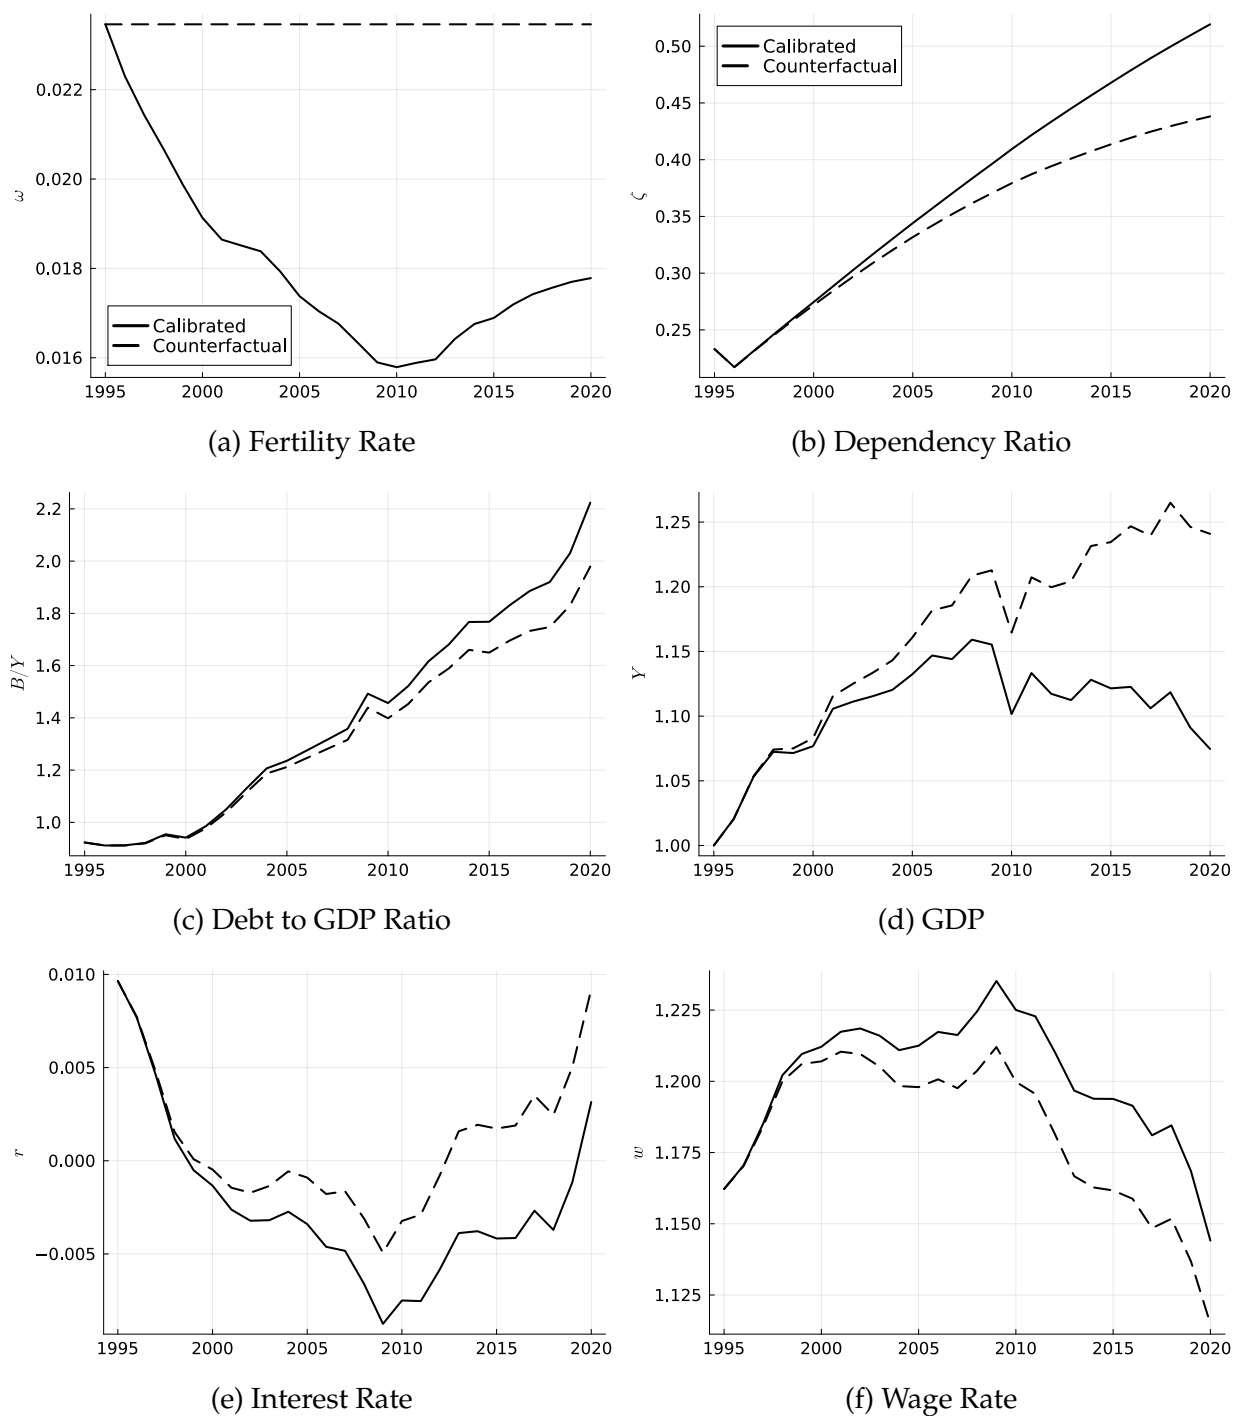 0.022
0.020
0.018
0.016
ω
Calibrated
Counterfactual
1995 2000 2005 2010 2015 2020
(a) Fertility Rate
0.50
0.45
0.40
0.35
0.30
0.25
ζ
Calibrated
Counterfactual
1995 2000 2005 2010 2015 2020
(b) Dependency Ratio
2.2
2.0
1.8
1.6
1.4
1.2
1.0
B/Y
1995 2000 2005 2010 2015 2020
(c) Debt to GDP Ratio
1.25
1.20
1.15
1.10
1.05
1.00
Y
1995 2000 2005 2010 2015 2020
(d) GDP
0.010
0.005
0.000
−0.005
r
1995 2000 2005 2010 2015 2020
(e) Interest Rate
1.225
1.200
1.175
1.150
1.125
w
1995 2000 2005 2010 2015 2020
(f) Wage Rate